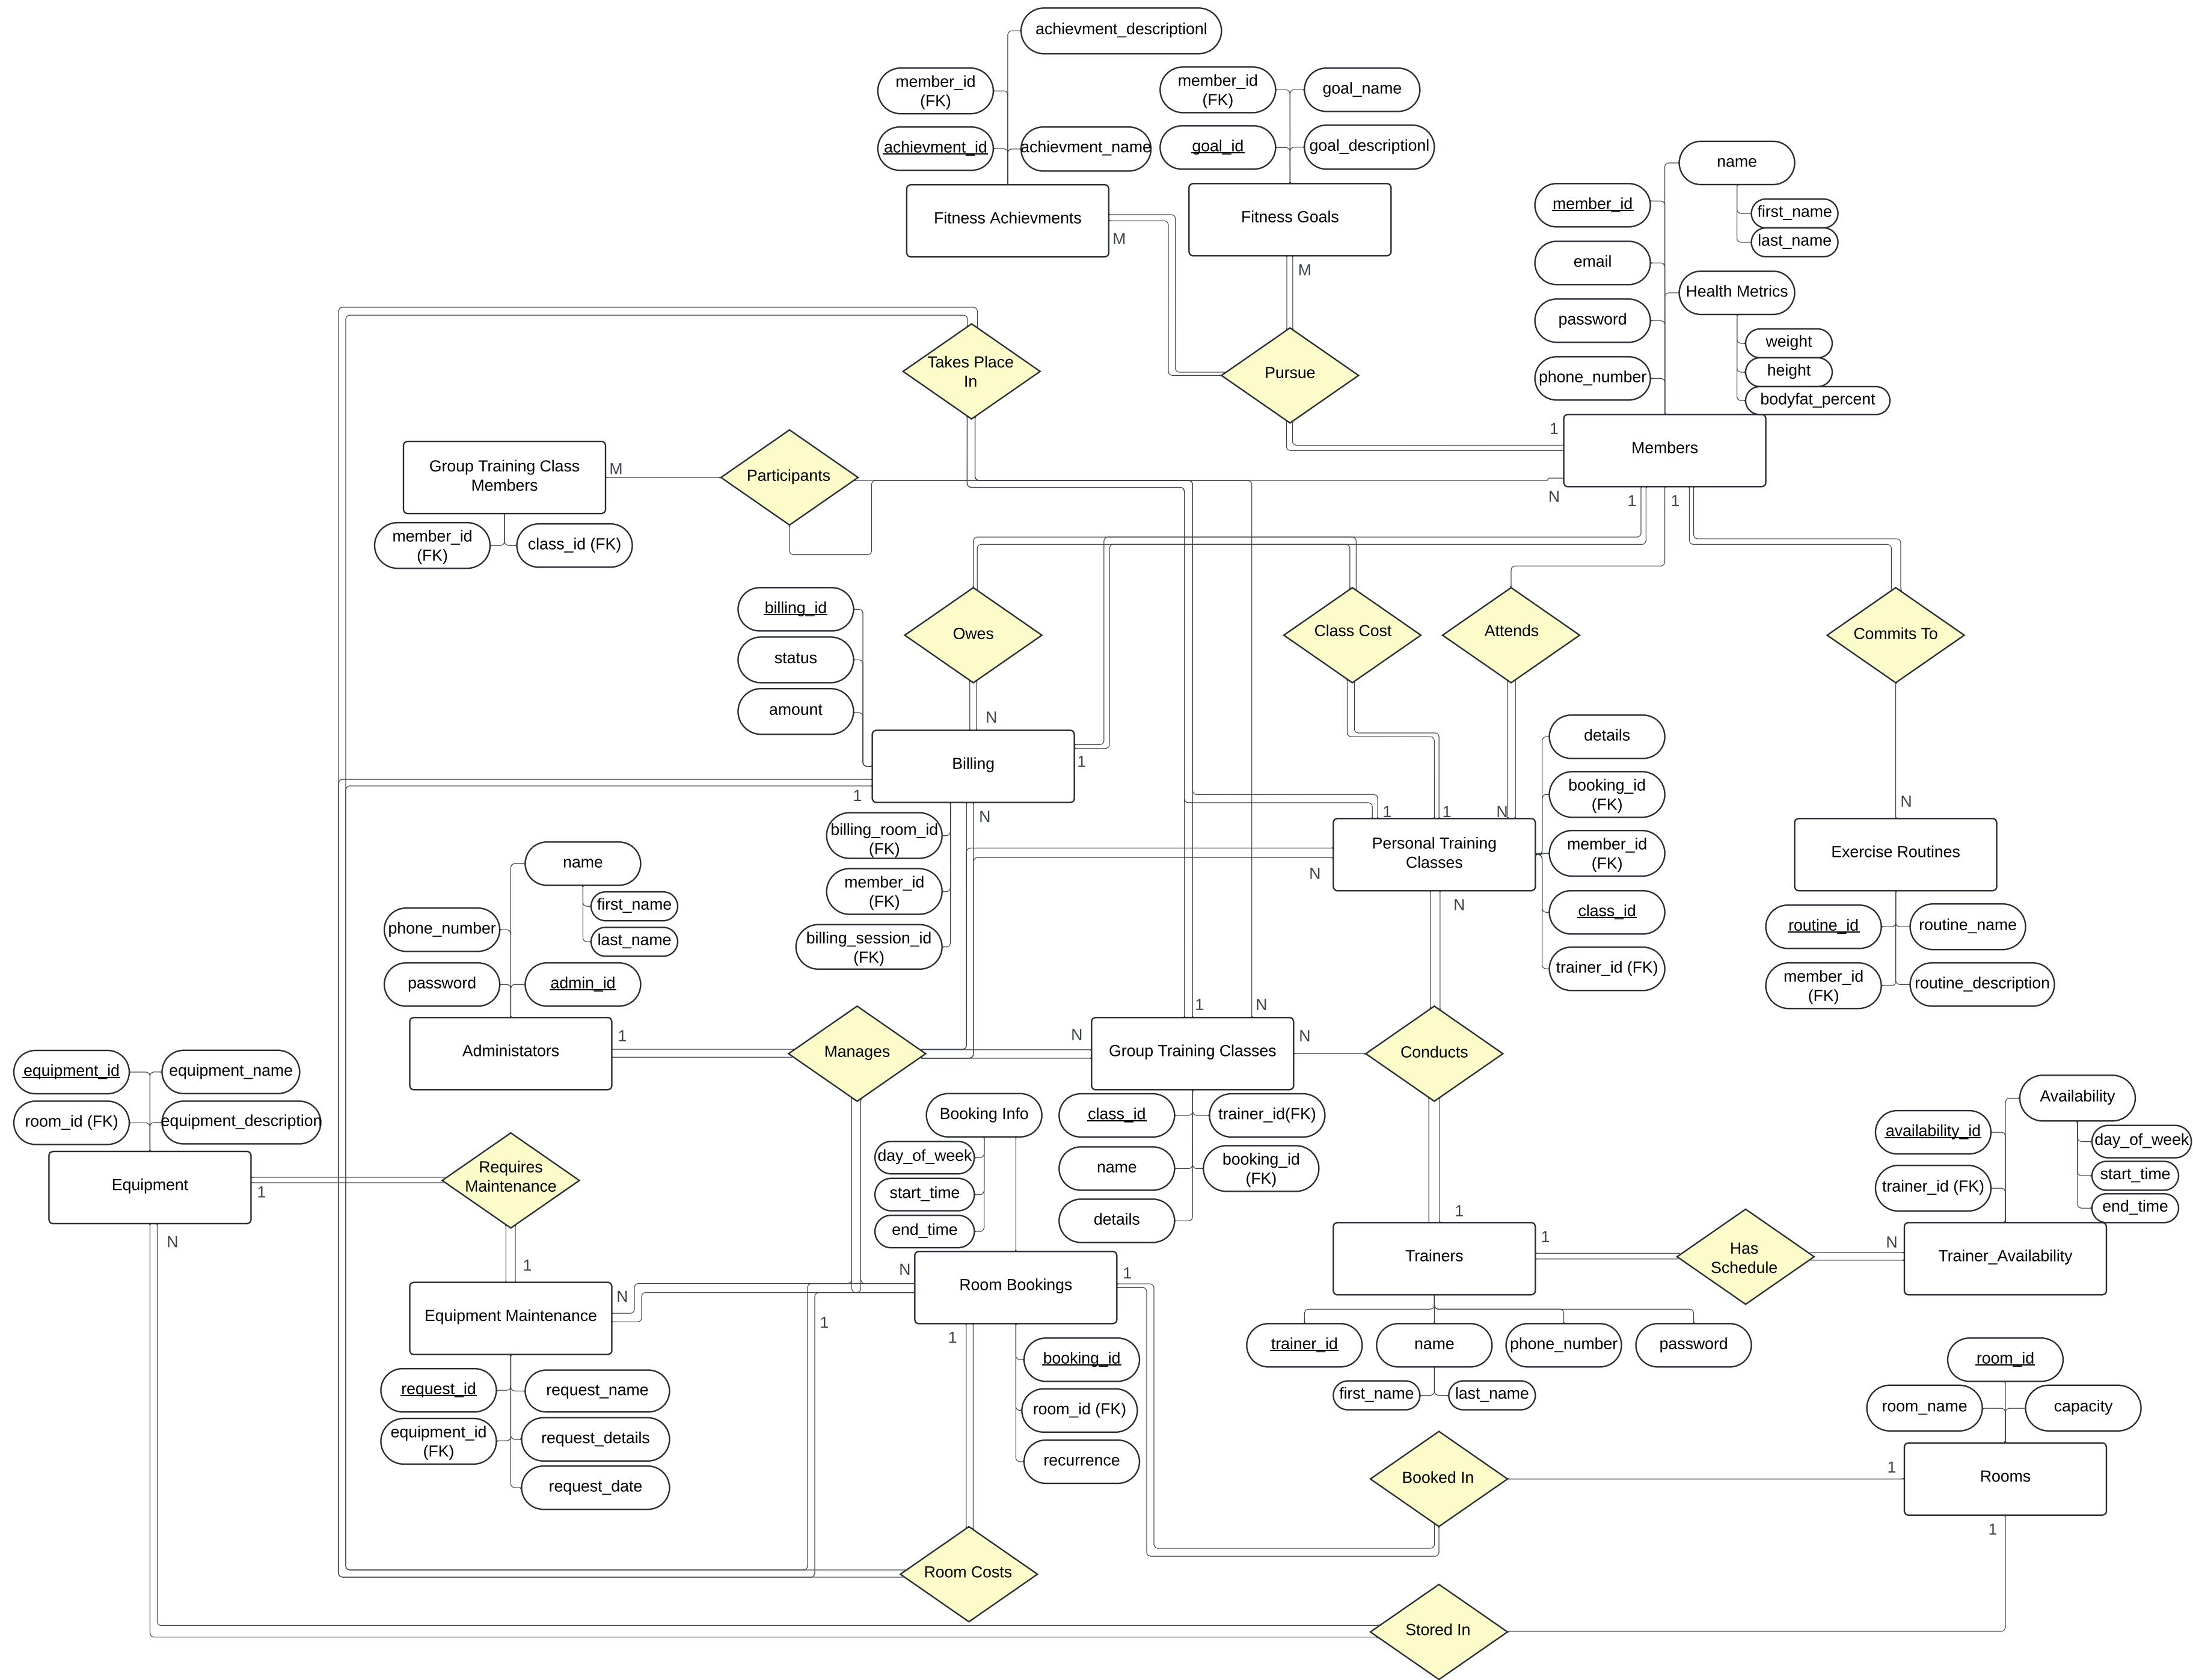 achievment_descriptionl
member_id
(FK)
achievment_id
achievment_name
Fitness Achievments
M
member_id
(FK)
goal_name
goal_id
goal_descriptionl
Fitness Goals
M
name
first_name
last_name
member_id
email
Health Metrics
password
weight
height
bodyfat_percent
phone_number
1
Members
N
1
1
Takes Place
In
Pursue
Group Training Class
Members
M
Participants
member_id
(FK)
class_id (FK)
billing_id
status
amount
Owes
Class Cost
Attends
Commits To
N
Billing
1
1
N
billing_room_id
(FK)
member_id
(FK)
billing_session_id
(FK)
details
booking_id
(FK)
member_id
(FK)
class_id
trainer_id (FK)
1
1
N
Personal Training
Classes
N
N
N
Exercise Routines
routine_id
routine_name
member_id
(FK)
routine_description
name
first_name
last_name
phone_number
password
admin_id
Administators
1
Manages
N
1
N
Group Training Classes
N
Conducts
class_id
trainer_id(FK)
name
booking_id
(FK)
details
equipment_id
equipment_name
room_id (FK)
equipment_description
Equipment
1
N
Requires
Maintenance
1
Equipment Maintenance
N
request_id
request_name
equipment_id
(FK)
request_details
request_date
Booking Info
day_of_week
start_time
end_time
N
Room Bookings
1
1
1
booking_id
room_id (FK)
recurrence
Room Costs
1
Trainers
1
trainer_id
name
phone_number
password
first_name
last_name
Has
Schedule
N
Trainer_Availability
Availability
availability_id
day_of_week
start_time
trainer_id (FK)
end_time
room_id
room_name
capacity
Booked In
1
Rooms
1
Stored In